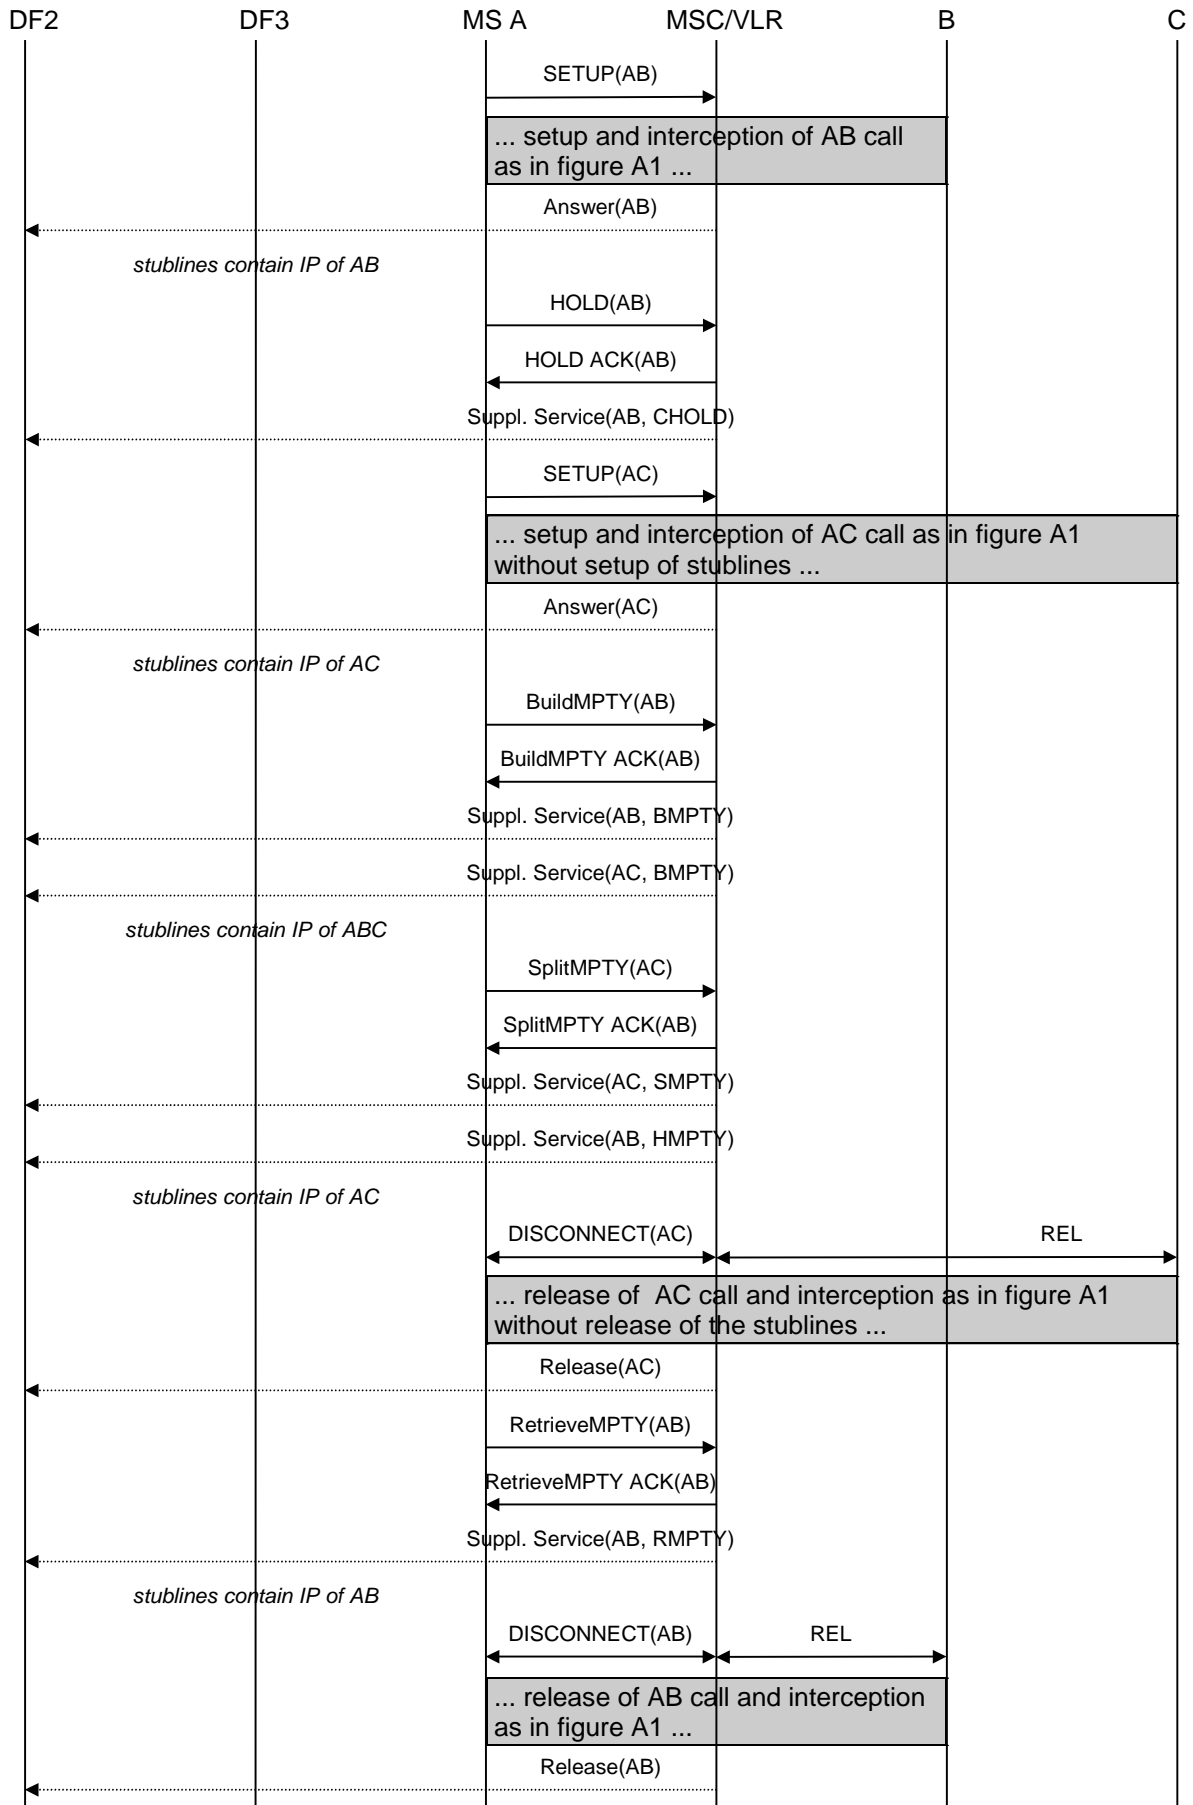 DF2 DF3 MS A MSC/VLR B C
SETUP(AB)
... setup and interception of AB call
as in figure A1 ...
Answer(AB)
stublines contain IP of AB
HOLD(AB)
HOLD ACK(AB)
Suppl. Service(AB, CHOLD)
SETUP(AC)
... setup and interception of AC call as in figure A1
without setup of stublines ...
Answer(AC)
stublines contain IP of AC
BuildMPTY(AB)
BuildMPTY ACK(AB)
Suppl. Service(AB, BMPTY)
Suppl. Service(AC, BMPTY)
stublines contain IP of ABC
SplitMPTY(AC)
SplitMPTY ACK(AB)
Suppl. Service(AC, SMPTY)
Suppl. Service(AB, HMPTY)
stublines contain IP of AC
DISCONNECT(AC) REL
... release of  AC call and interception as in figure A1
without release of the stublines ...
Release(AC)
RetrieveMPTY(AB)
RetrieveMPTY ACK(AB)
Suppl. Service(AB, RMPTY)
stublines contain IP of AB
DISCONNECT(AB) REL
... release of AB call and interception
as in figure A1 ...
Release(AB)